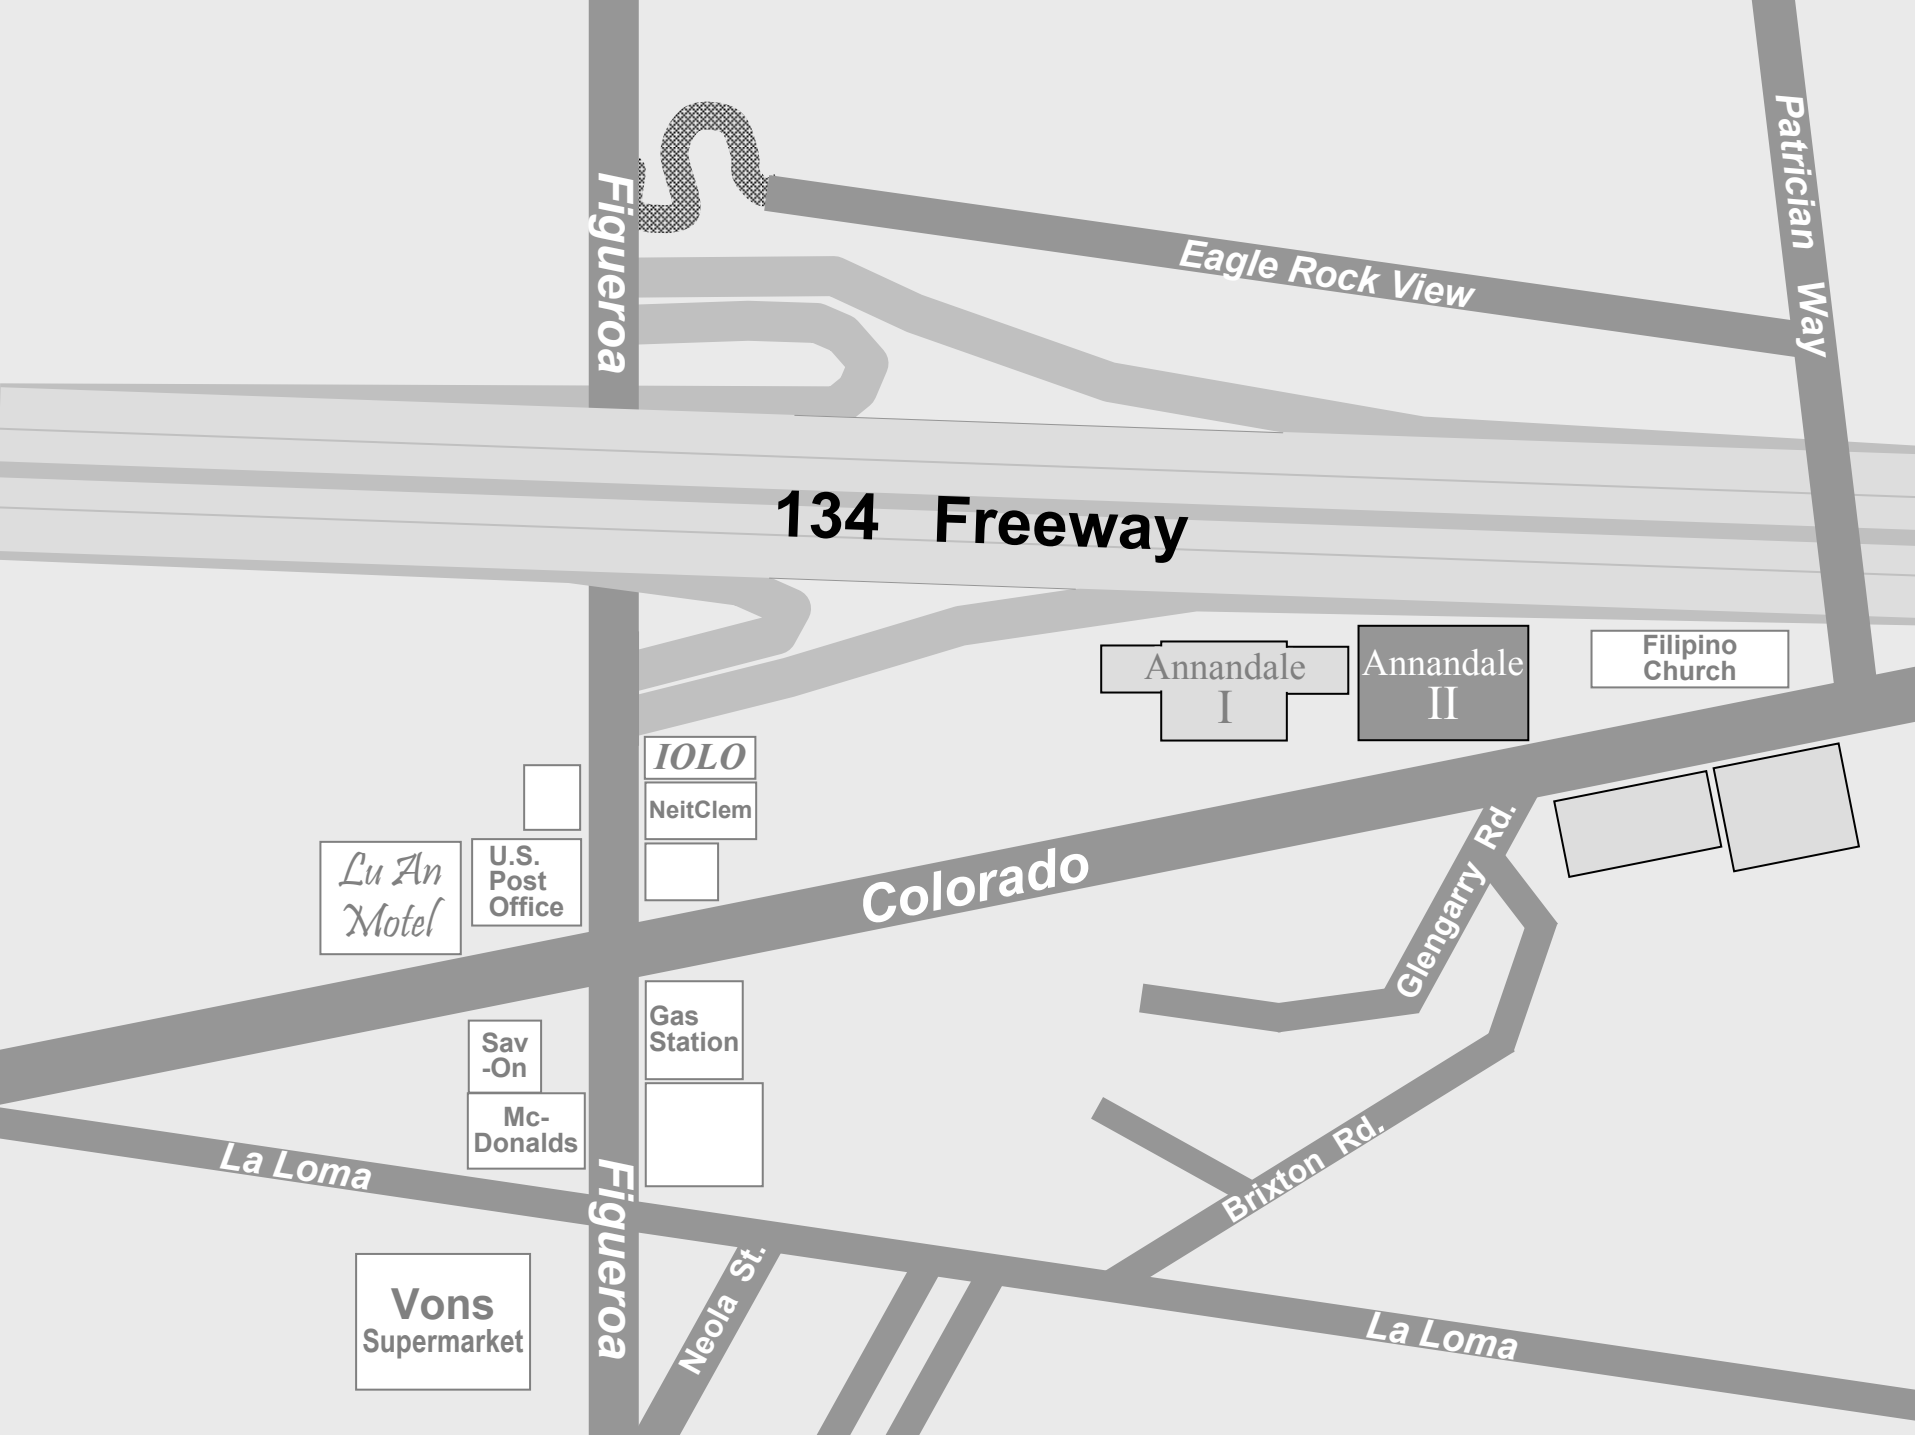 Patrician Way
Figueroa
Eagle Rock View
134 Freeway
Filipino
Church
Annandale
I
Annandale
II
IOLO
NeitClem
Lu An
Motel
U.S.
Post
Office
Colorado
Glengarry Rd.
Gas
Station
Sav
-On
Mc-
Donalds
La Loma
Figueroa
Brixton Rd.
Neola St.
Vons
Supermarket
La Loma